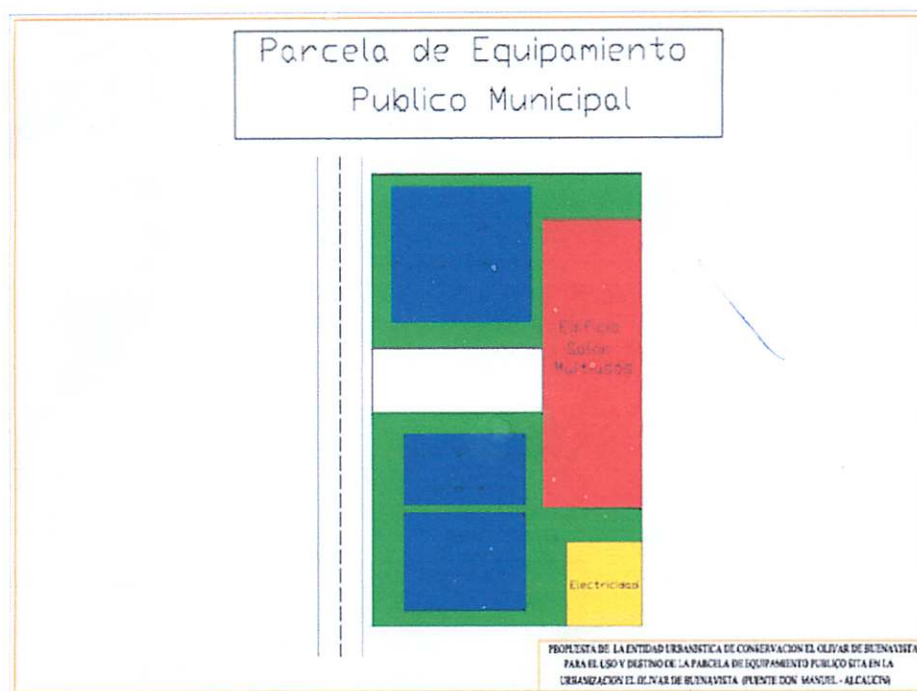 Parcela de Equipamiento
Publico Municipal
Edificio
Salon
Multiusos
Electricidad
PROPUESTA DE LA ENTIDAD URBANISTICA DE CONSERVACION EL OLIVAR DE BUENAVISTA
PARA EL USO Y DESTINO DE LA PARCELA DE EQUIPAMIENTO PUBLICO SITA EN LA
URBANIZACION EL OLIVAR DE BUENAVISTA (PUENTE DON MANUEL - ALCAUCIN)